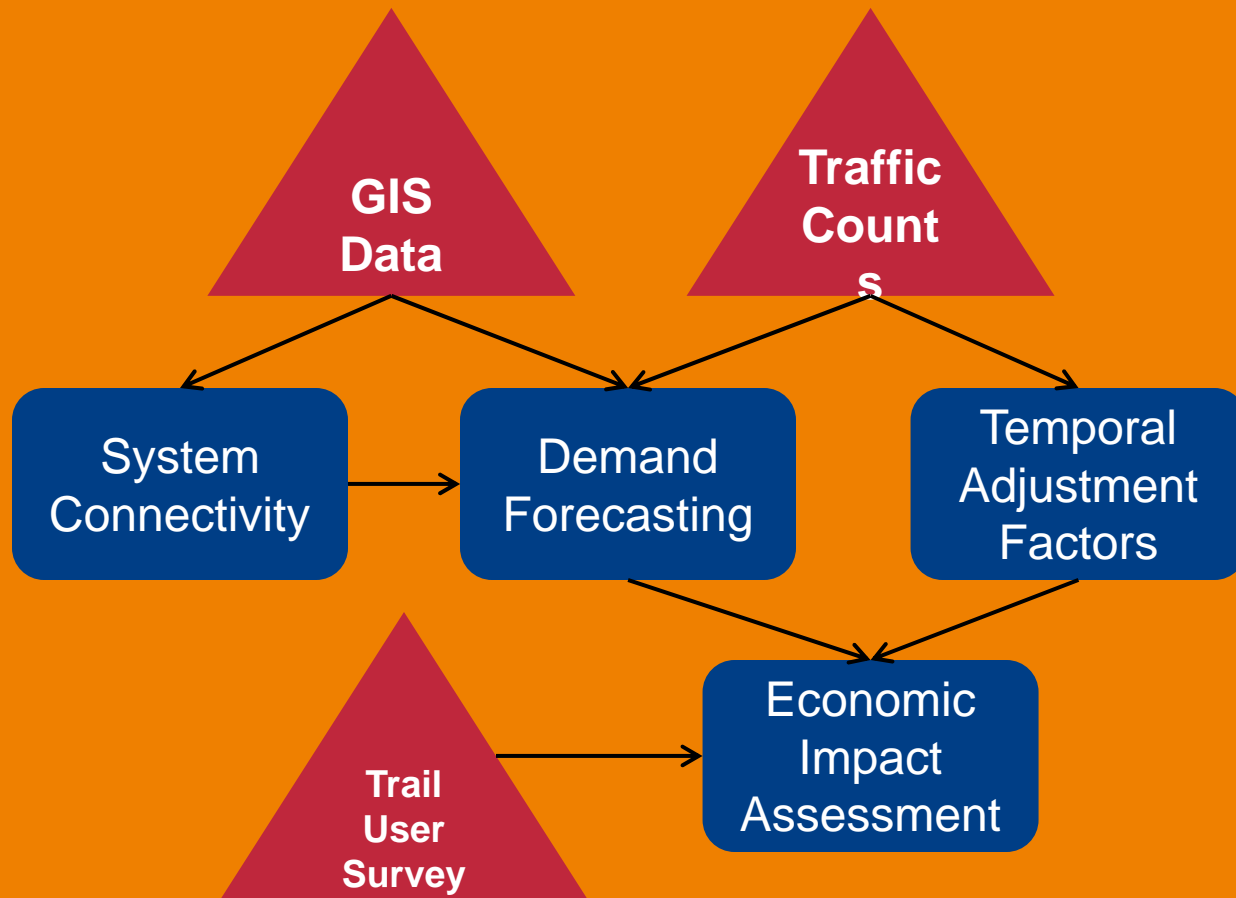 GIS
Data
Traffic
Count
s
System
Connectivity
Demand
Forecasting
Temporal
Adjustment
Factors
Trail
User
Survey
Economic
Impact
Assessment